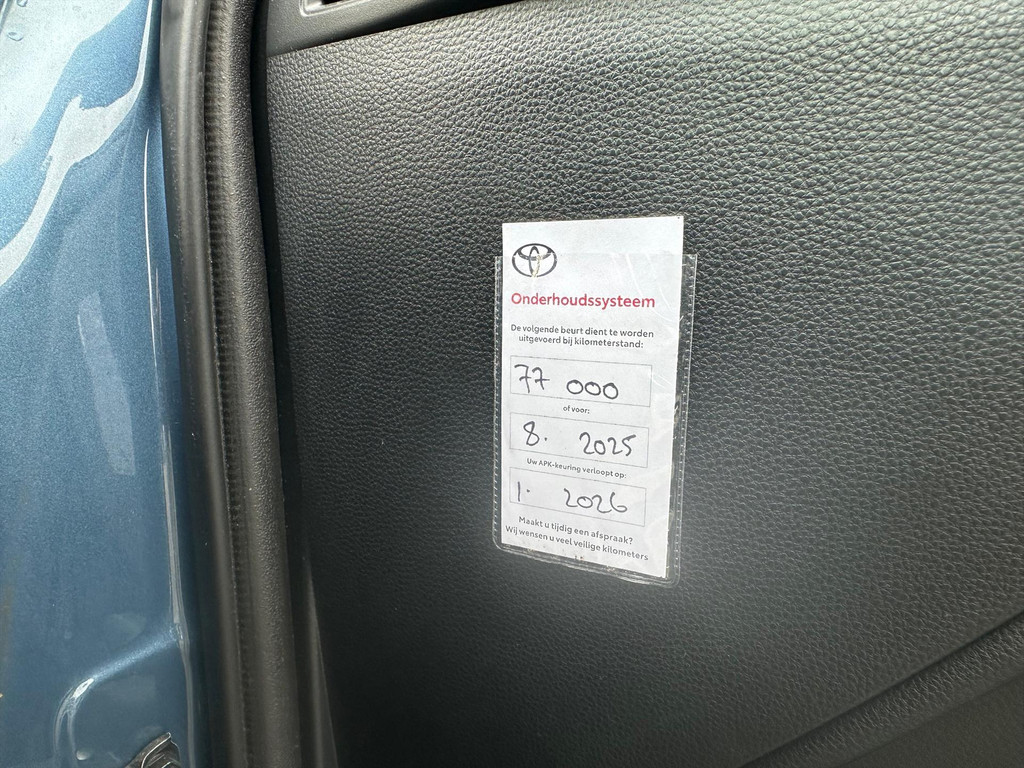 Onderhoudssysteem
De volgende beurt dient te worden
uitgevoerd bij kilometerstand:
77 000
of voor:
8. 2025
Uw APK-keuring verloopt op:
1. 2026
Maakt u tijdig een afspraak?
Wij wensen u veel veilige kilometers